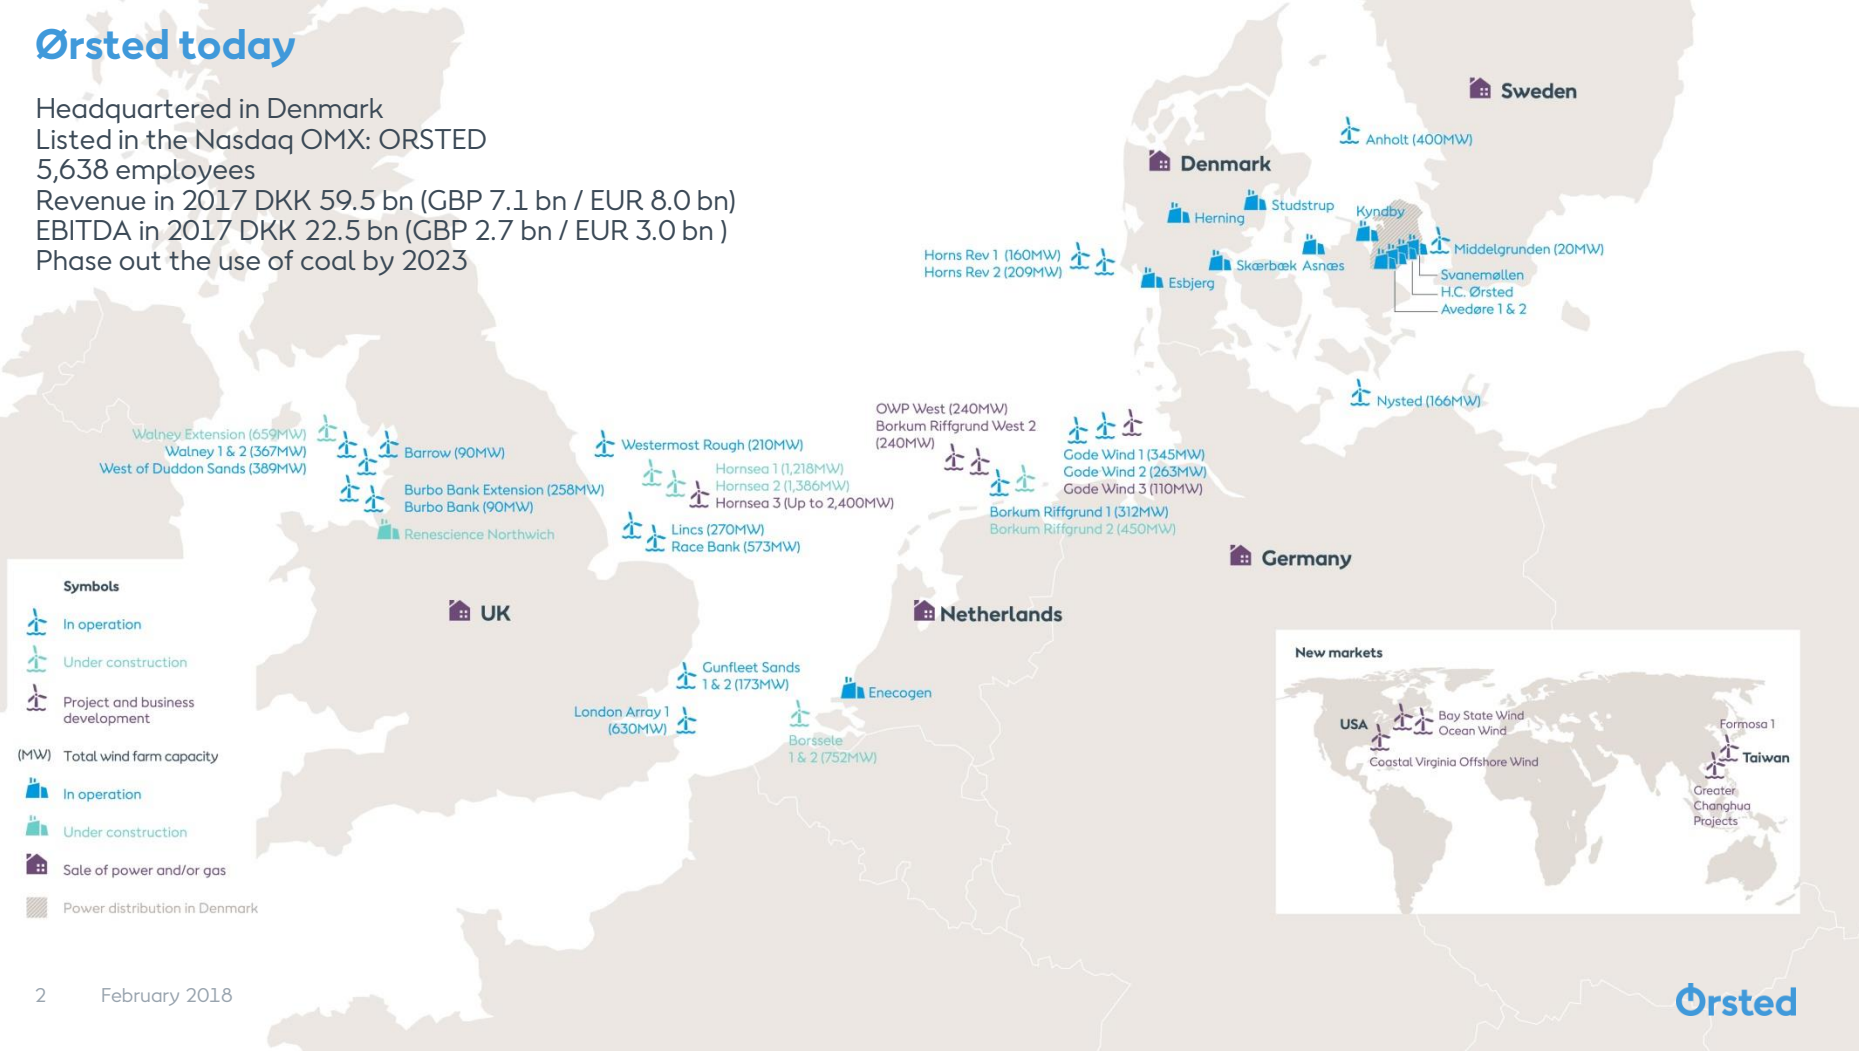 Ørsted today
Headquartered in Denmark
Listed in the Nasdaq OMX: ORSTED
5,638 employees
Revenue in 2017 DKK 59.5 bn (GBP 7.1 bn / EUR 8.0 bn)
EBITDA in 2017 DKK 22.5 bn (GBP 2.7 bn / EUR 3.0 bn )
Phase out the use of coal by 2023
Sweden
Anholt (400MW)
Denmark
Herning
Studstrup
Kyndby
Horns Rev 1 (160MW)
Horns Rev 2 (209MW)
Esbjerg
Skærbæk
Asnæs
Middelgrunden (20MW)
Svanemøllen
H.C. Ørsted
Avedøre 1 & 2
Nysted (166MW)
Walney Extension (659MW)
Walney 1 & 2 (367MW)
West of Duddon Sands (389MW)
Barrow (90MW)
Burbo Bank Extension (258MW)
Burbo Bank (90MW)
Renescience Northwich
Westermost Rough (210MW)
Hornsea 1 (1,218MW)
Hornsea 2 (1,386MW)
Hornsea 3 (Up to 2,400MW)
Lincs (270MW)
Race Bank (573MW)
OWP West (240MW)
Borkum Riffgrund West 2
(240MW)
Gode Wind 1 (345MW)
Gode Wind 2 (263MW)
Gode Wind 3 (110MW)
Borkum Riffgrund 1 (312MW)
Borkum Riffgrund 2 (450MW)
Germany
UK
Netherlands
Gunfleet Sands
1 & 2 (173MW)
London Array 1
(630MW)
Enecogen
Borssele
1 & 2 (752MW)
Symbols
In operation
Under construction
Project and business
development
(MW) Total wind farm capacity
In operation
Under construction
Sale of power and/or gas
Power distribution in Denmark
New markets
USA
Bay State Wind
Ocean Wind
Coastal Virginia Offshore Wind
Formosa 1
Taiwan
Greater
Changhua
Projects
2 February 2018
Ørsted